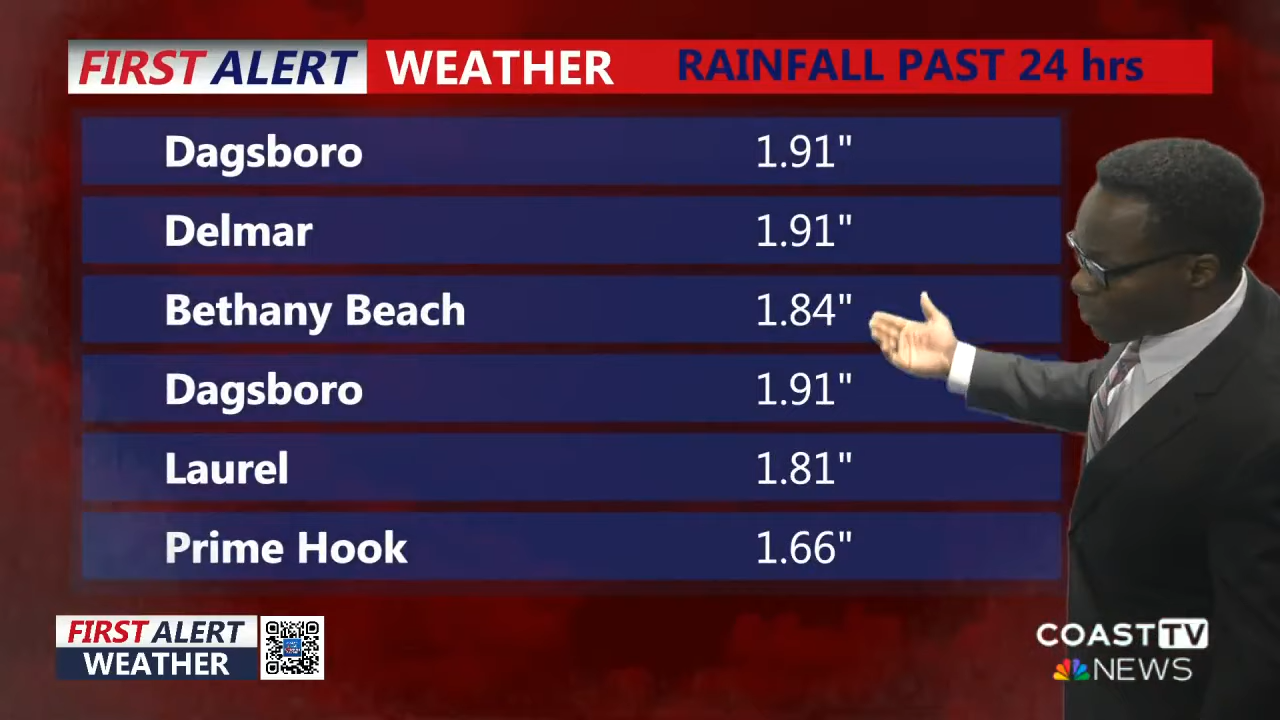 FIRST ALERT WEATHER RAINFALL PAST 24 hrs
Dagsboro 1.91"
Delmar 1.91"
Bethany Beach 1.84"
Dagsboro 1.91"
Laurel 1.81"
Prime Hook 1.66"
FIRST ALERT
WEATHER
COAST TV
NEWS